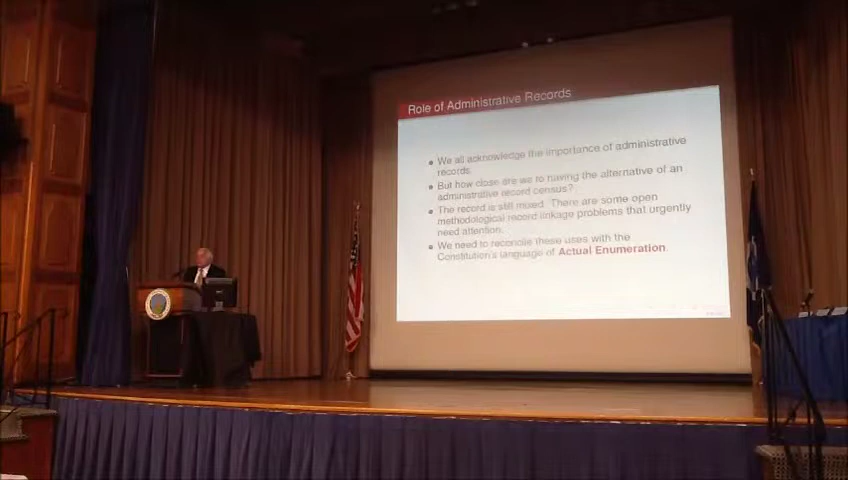 Role of Administrative Records
We all acknowledge the importance of administrative
records.
But how close are we to having the alternative of an
administrative record census?
The record is still mixed. There are some open
methodological record linkage problems that urgently
need attention.
We need to reconcile these uses with the
Constitution's language of Actual Enumeration.